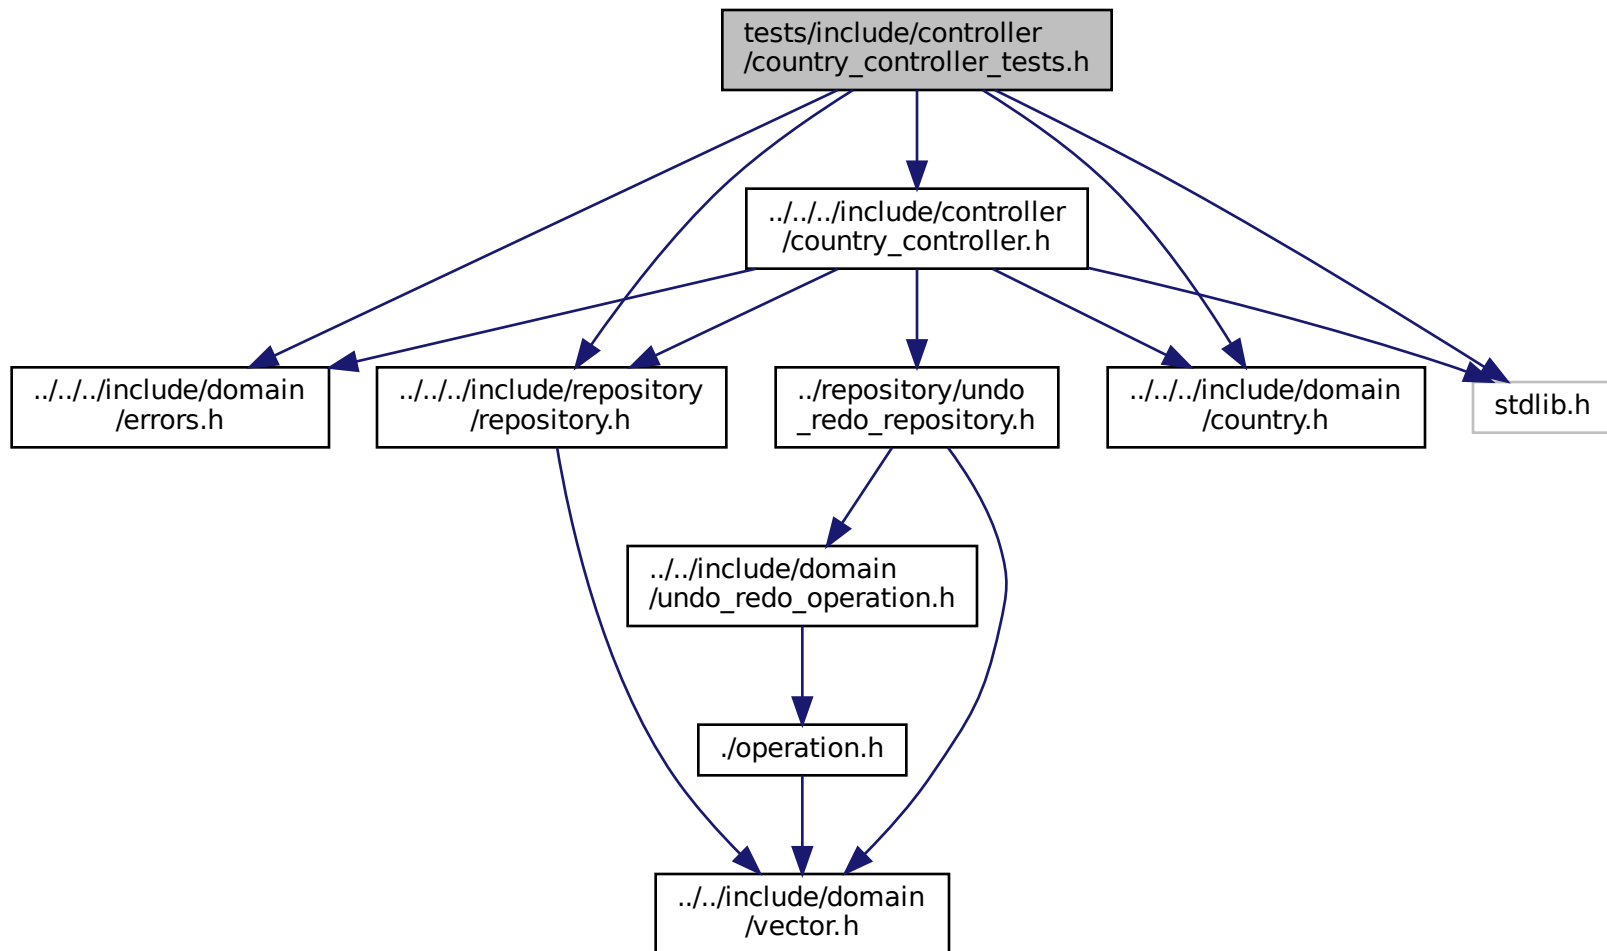 tests/include/controller
/country_controller_tests.h
../../../include/controller
/country_controller.h
../../../include/domain
/errors.h
../../../include/repository
/repository.h
../repository/undo
_redo_repository.h
../../../include/domain
/country.h
stdlib.h
../../include/domain
/undo_redo_operation.h
./operation.h
../../include/domain
/vector.h